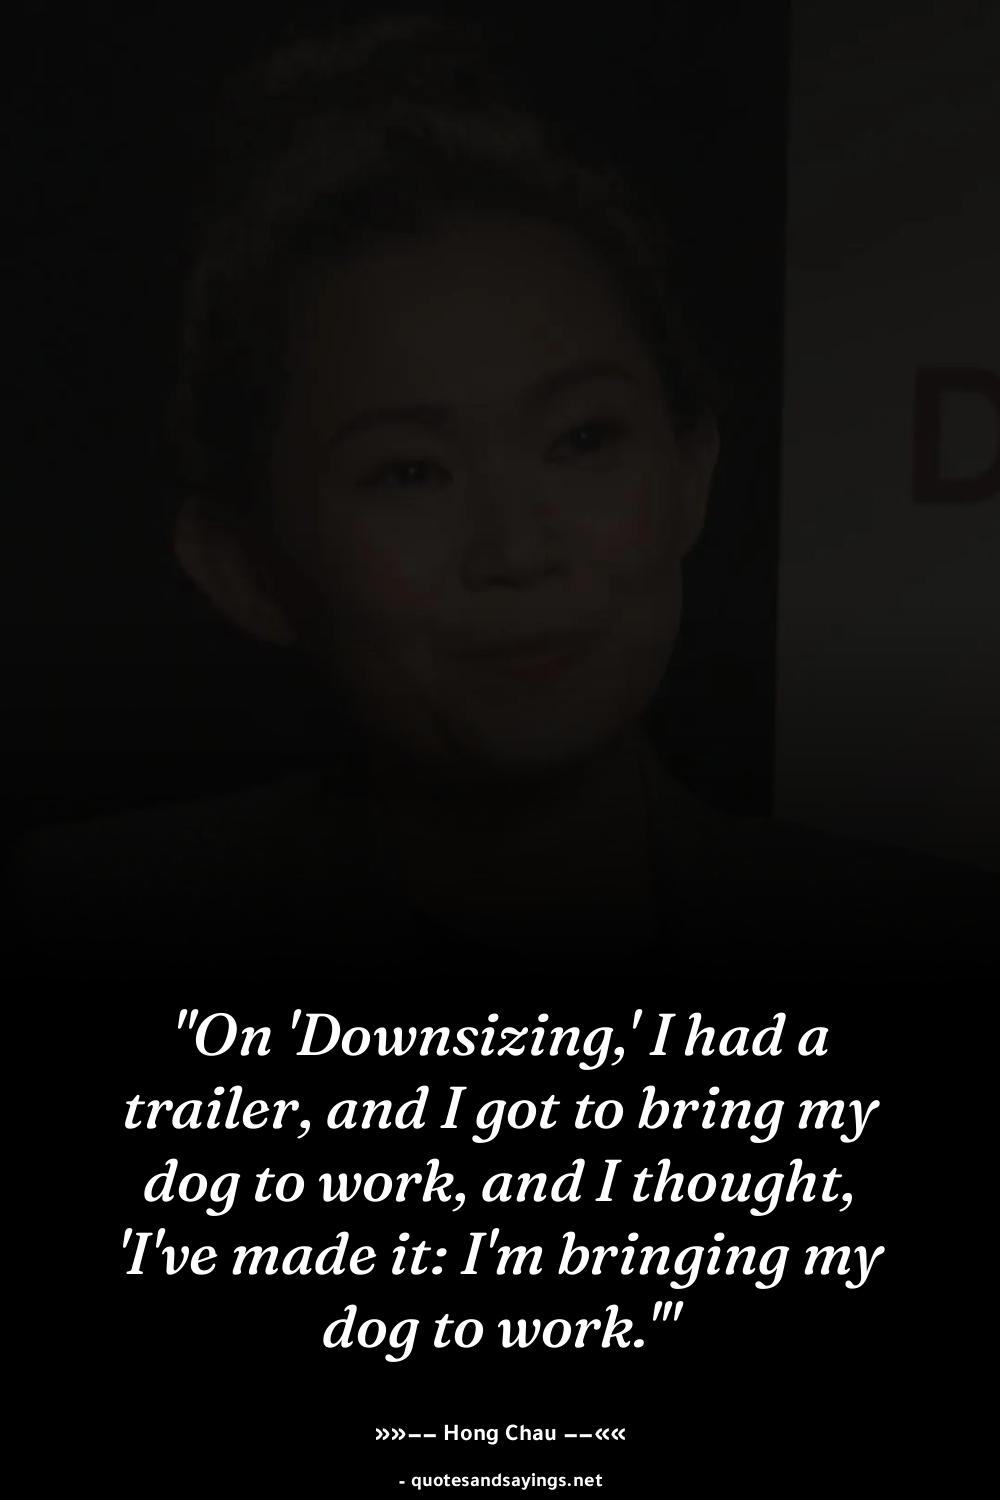 D
"On 'Downsizing,' I had a
trailer, and I got to bring my
dog to work, and I thought,
'I've made it: I'm bringing my
dog to work.'"
»»–– Hong Chau ––««
- quotesandsayings.net